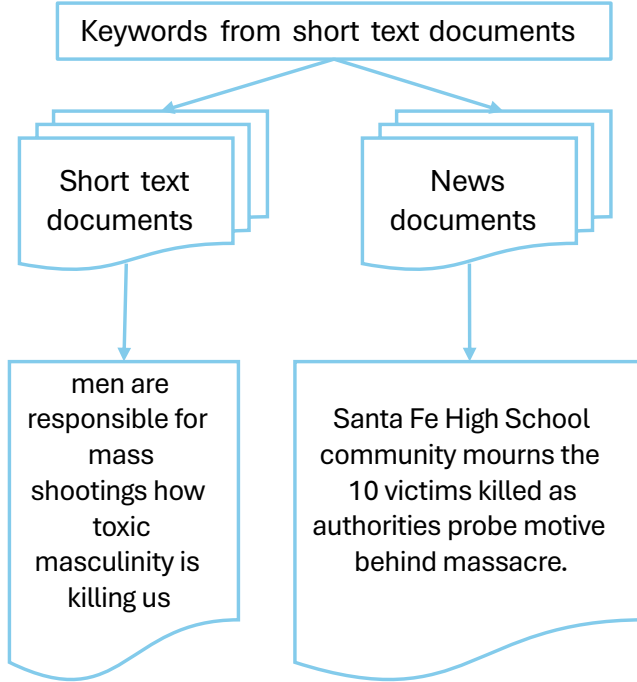 Keywords from short text documents
Short text
documents
News
documents
men are
responsible for
mass
shootings how
toxic
masculinity is
killing us
Santa Fe High School
community mourns the
10 victims killed as
authorities probe motive
behind massacre.